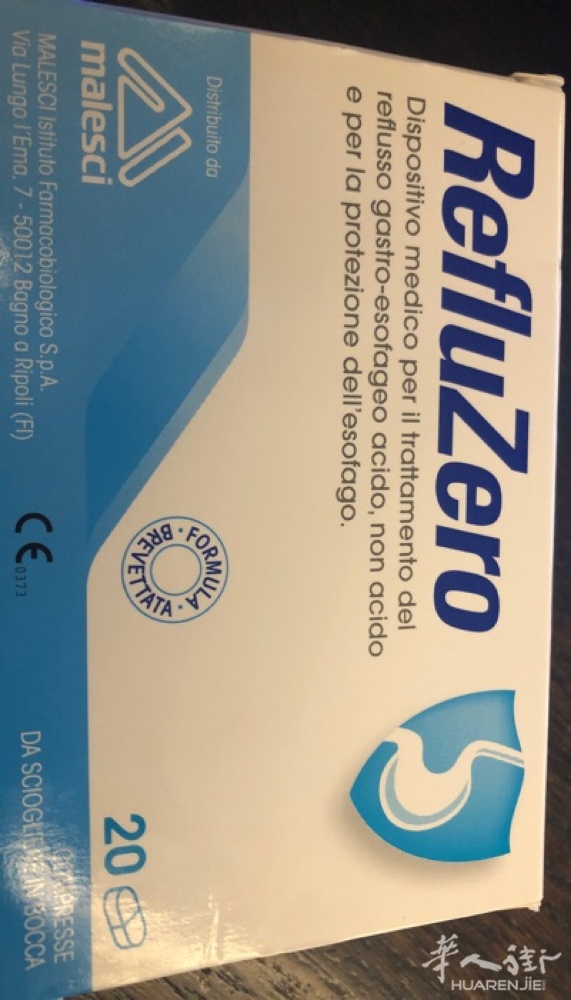 RefluZero
Dispositivo medico per il trattamento del
reflusso gastro-esofageo acido, non acido
e per la protezione dell'esofago.
Distribuito da
malesci
MALESCI Istituto Farmacobiologico S.p.A.
Via Lungo l'Ema, 7 - 50012 Bagno a Ripoli (FI)
FORMULA · BREVETTATA ·
CE 0373
20
COMPRESSE
DA SCIOGLIERE IN BOCCA
華人街
HUARENJIE